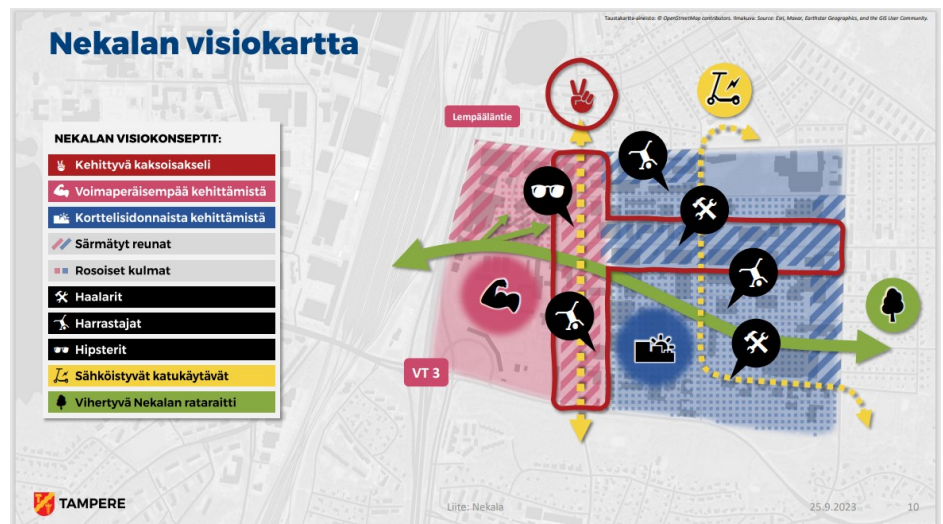 Taustakartta-aineisto: © OpenStreetMap contributors. Ilmakuva: Source: Esri, Maxar, Earthstar Geographics, and the GIS User Community.
Nekalan visiokartta
Lempääläntie
NEKALAN VISIOKONSEPTIT:
Kehittyvä kaksoisakseli
Voimaperäisempää kehittämistä
Korttelisidonnaista kehittämistä
Särmätyt reunat
Rosoiset kulmat
Haalarit
Harrastajat
Hipsterit
Sähköistyvät katukäytävät
Vihertyvä Nekalan rataraitti
VT 3
TAMPERE
Liite: Nekala
25.9.2023
10